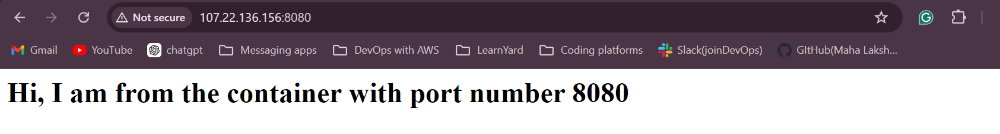 Not secure 107.22.136.156:8080
Gmail YouTube chatgpt Messaging apps DevOps with AWS LearnYard Coding platforms Slack(joinDevOps) GItHub(Maha Laksh...
Hi, I am from the container with port number 8080